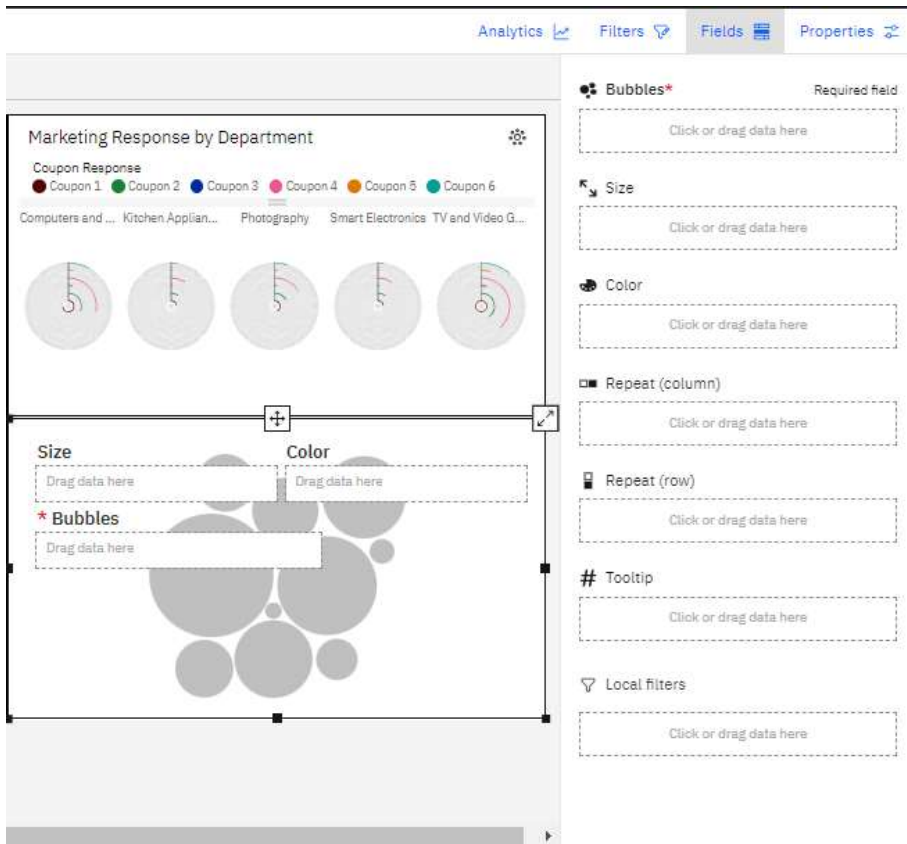 Analytics Filters Fields Properties
Marketing Response by Department
Coupon Response
Coupon 1 Coupon 2 Coupon 3 Coupon 4 Coupon 5 Coupon 6
Computers and ... Kitchen Applian... Photography Smart Electronics TV and Video G...
Size Color
Drag data here Drag data here
* Bubbles
Drag data here
Bubbles* Required field
Click or drag data here
Size
Click or drag data here
Color
Click or drag data here
Repeat (column)
Click or drag data here
Repeat (row)
Click or drag data here
# Tooltip
Click or drag data here
Local filters
Click or drag data here